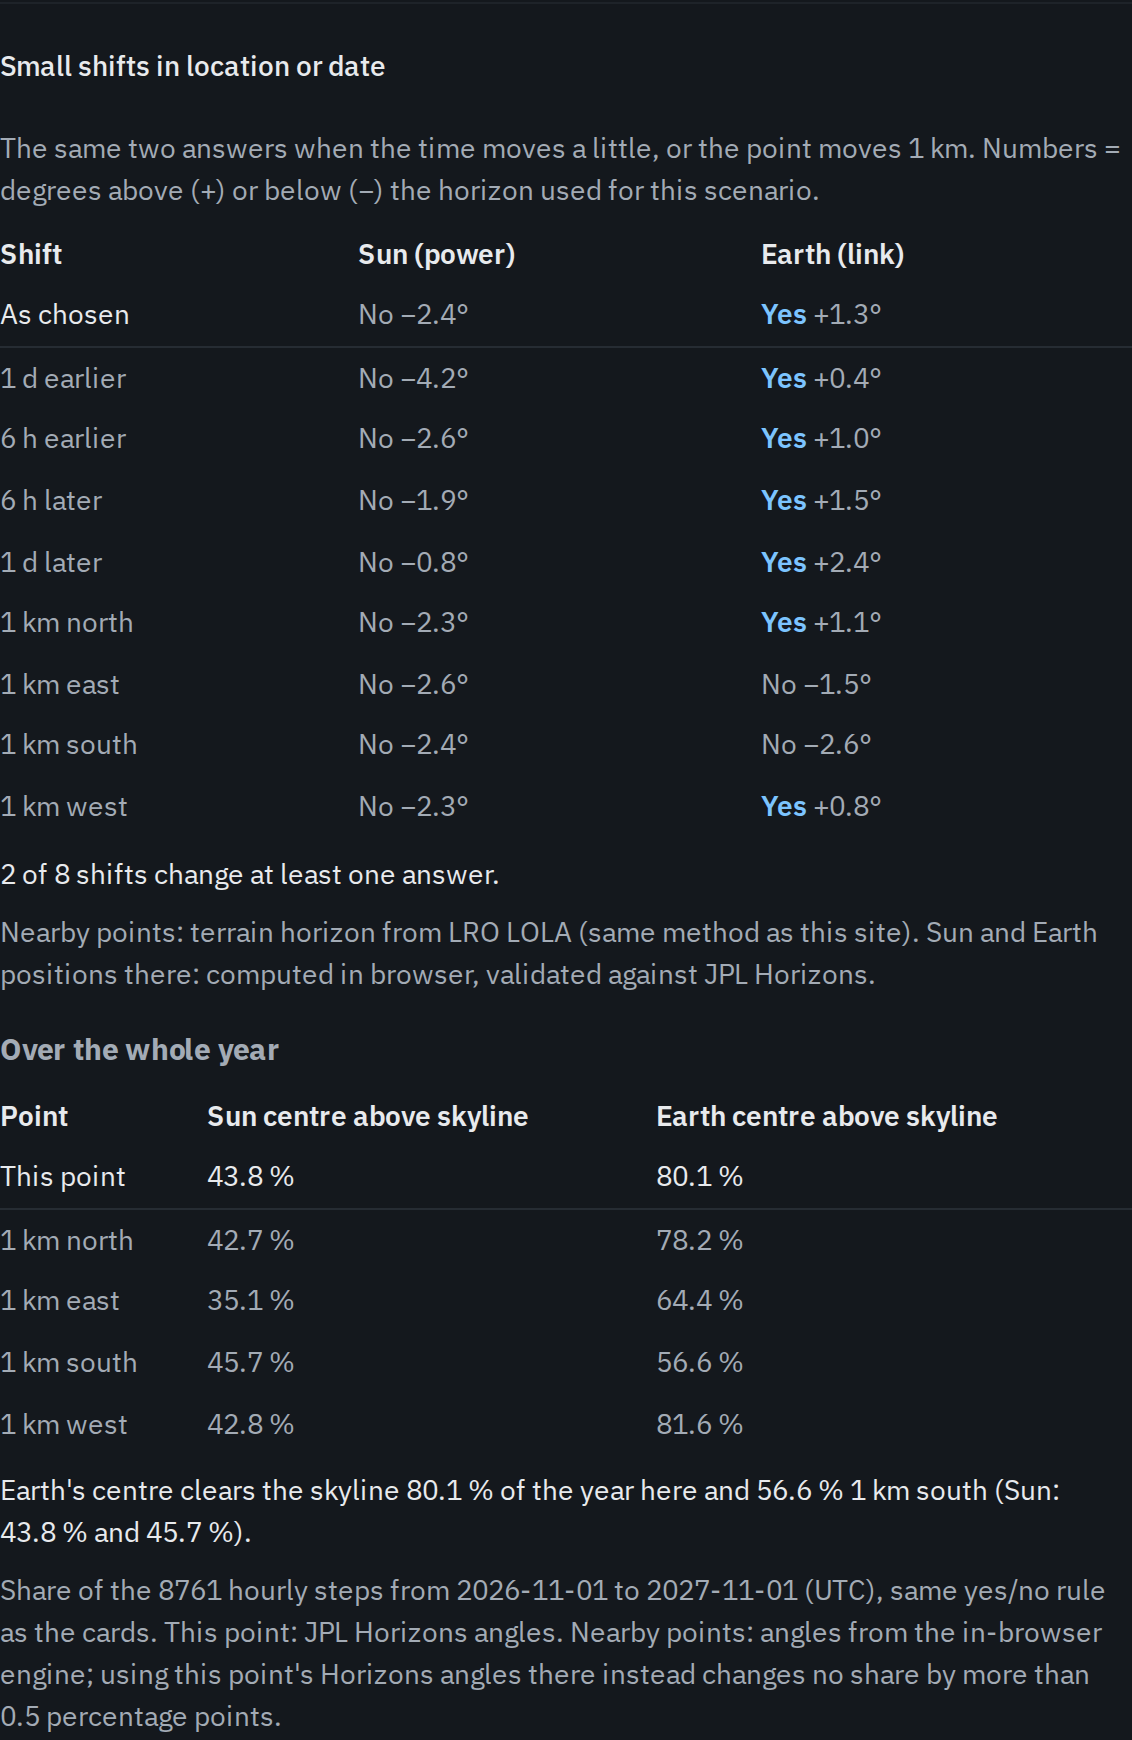 Small shifts in location or date
The same two answers when the time moves a little, or the point moves 1 km. Numbers =
degrees above (+) or below (−) the horizon used for this scenario.
Shift Sun (power) Earth (link)
As chosen No −2.4° Yes +1.3°
1 d earlier No −4.2° Yes +0.4°
6 h earlier No −2.6° Yes +1.0°
6 h later No −1.9° Yes +1.5°
1 d later No −0.8° Yes +2.4°
1 km north No −2.3° Yes +1.1°
1 km east No −2.6° No −1.5°
1 km south No −2.4° No −2.6°
1 km west No −2.3° Yes +0.8°
2 of 8 shifts change at least one answer.
Nearby points: terrain horizon from LRO LOLA (same method as this site). Sun and Earth
positions there: computed in browser, validated against JPL Horizons.
Over the whole year
Point Sun centre above skyline Earth centre above skyline
This point 43.8 % 80.1 %
1 km north 42.7 % 78.2 %
1 km east 35.1 % 64.4 %
1 km south 45.7 % 56.6 %
1 km west 42.8 % 81.6 %
Earth's centre clears the skyline 80.1 % of the year here and 56.6 % 1 km south (Sun:
43.8 % and 45.7 %).
Share of the 8761 hourly steps from 2026-11-01 to 2027-11-01 (UTC), same yes/no rule
as the cards. This point: JPL Horizons angles. Nearby points: angles from the in-browser
engine; using this point's Horizons angles there instead changes no share by more than
0.5 percentage points.